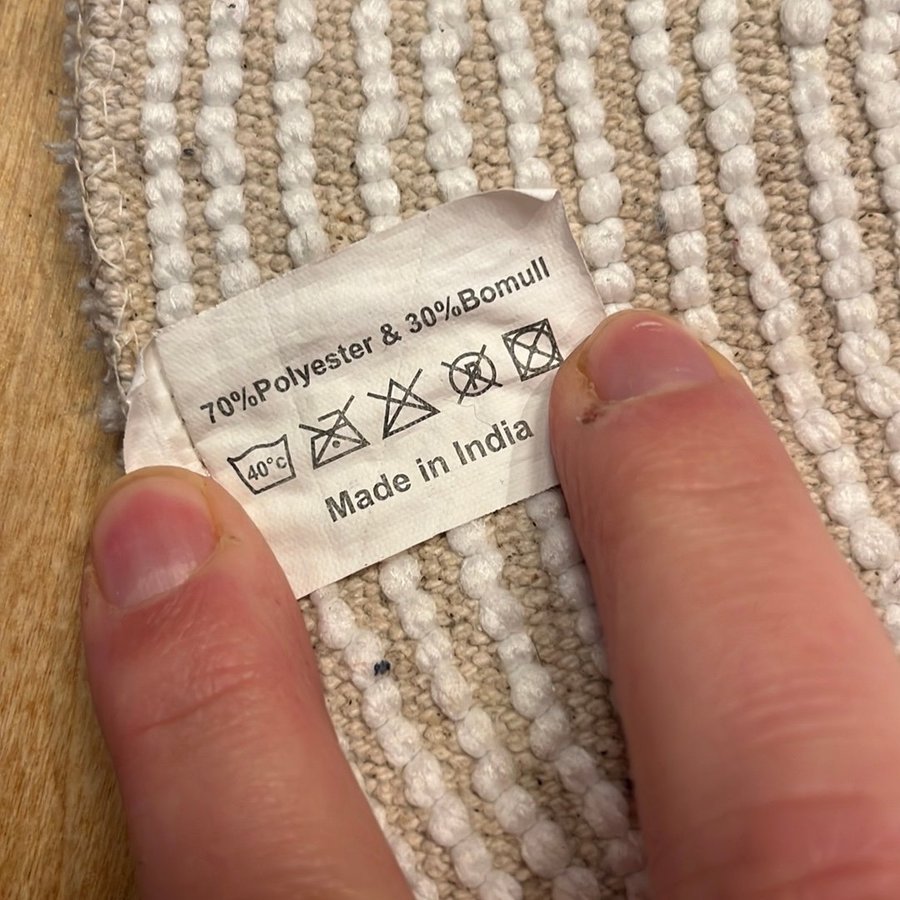 70%Polyester & 30%Bomull
40°c P
Made in India